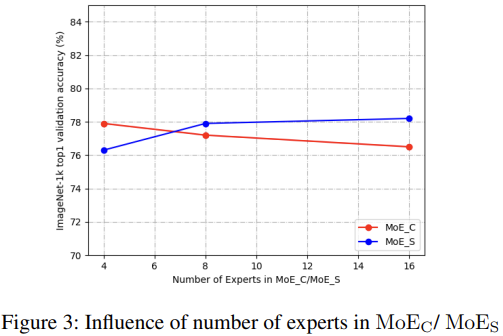 84
82
80
78
76
74
72
70
ImageNet-1k top1 validation accuracy (%)
4 6 8 10 12 14 16
Number of Experts in MoE_C/MoE_S
MoE_C
MoE_S
Figure 3: Influence of number of experts in MoEC/ MoES